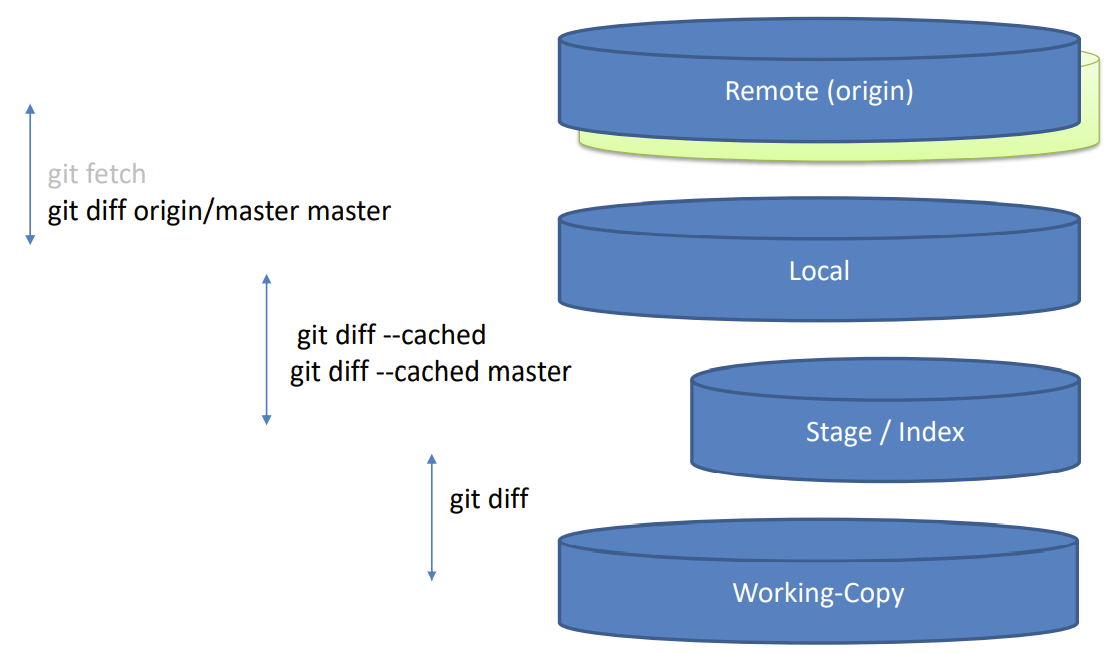 Remote (origin)
git fetch
git diff origin/master master
Local
git diff --cached
git diff --cached master
Stage / Index
git diff
Working-Copy